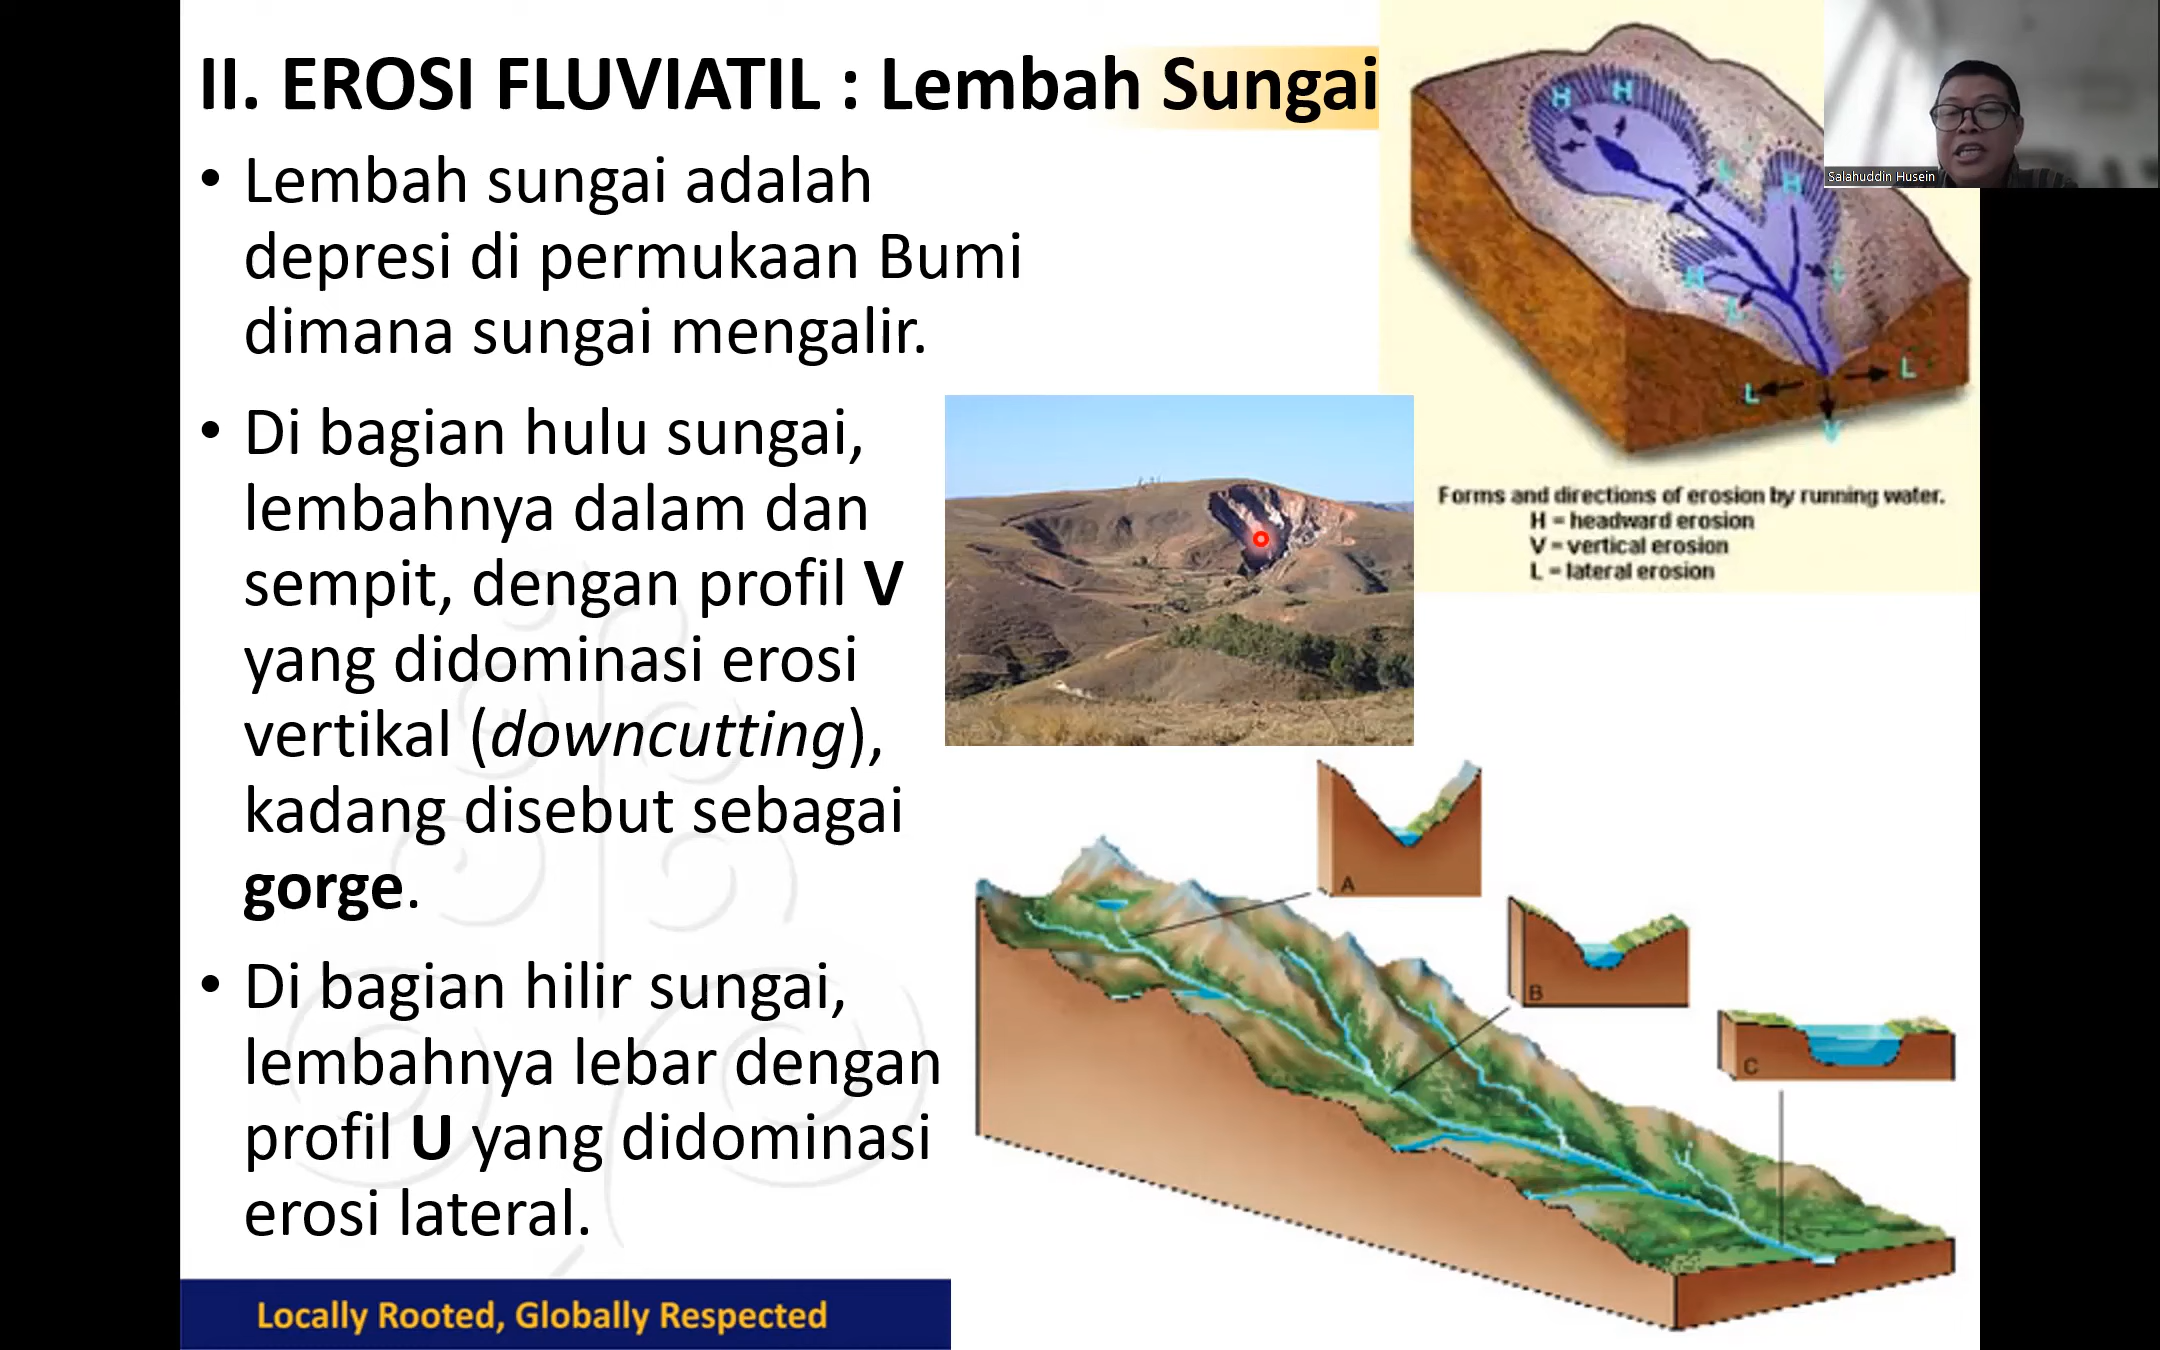 II. EROSI FLUVIATIL : Lembah Sungai
• Lembah sungai adalah
depresi di permukaan Bumi
dimana sungai mengalir.
• Di bagian hulu sungai,
lembahnya dalam dan
sempit, dengan profil V
yang didominasi erosi
vertikal (downcutting),
kadang disebut sebagai
gorge.
• Di bagian hilir sungai,
lembahnya lebar dengan
profil U yang didominasi
erosi lateral.
Locally Rooted, Globally Respected
H H
L
H
H
L
L
L
L
V
Forms and directions of erosion by running water.
H = headward erosion
V = vertical erosion
L = lateral erosion
A
B
C
Salahuddin Husein